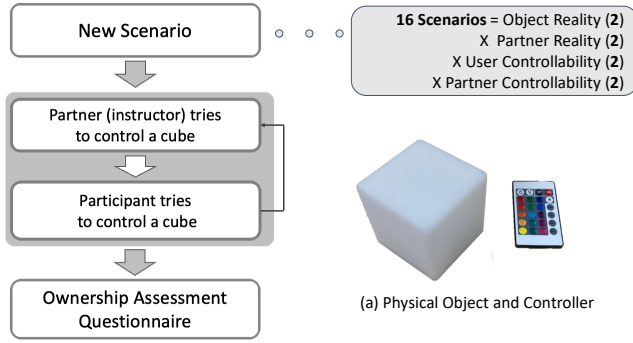 New Scenario
16 Scenarios = Object Reality (2)
X Partner Reality (2)
X User Controllability (2)
X Partner Controllability (2)
Partner (instructor) tries
to control a cube
Participant tries
to control a cube
Ownership Assessment
Questionnaire
(a) Physical Object and Controller